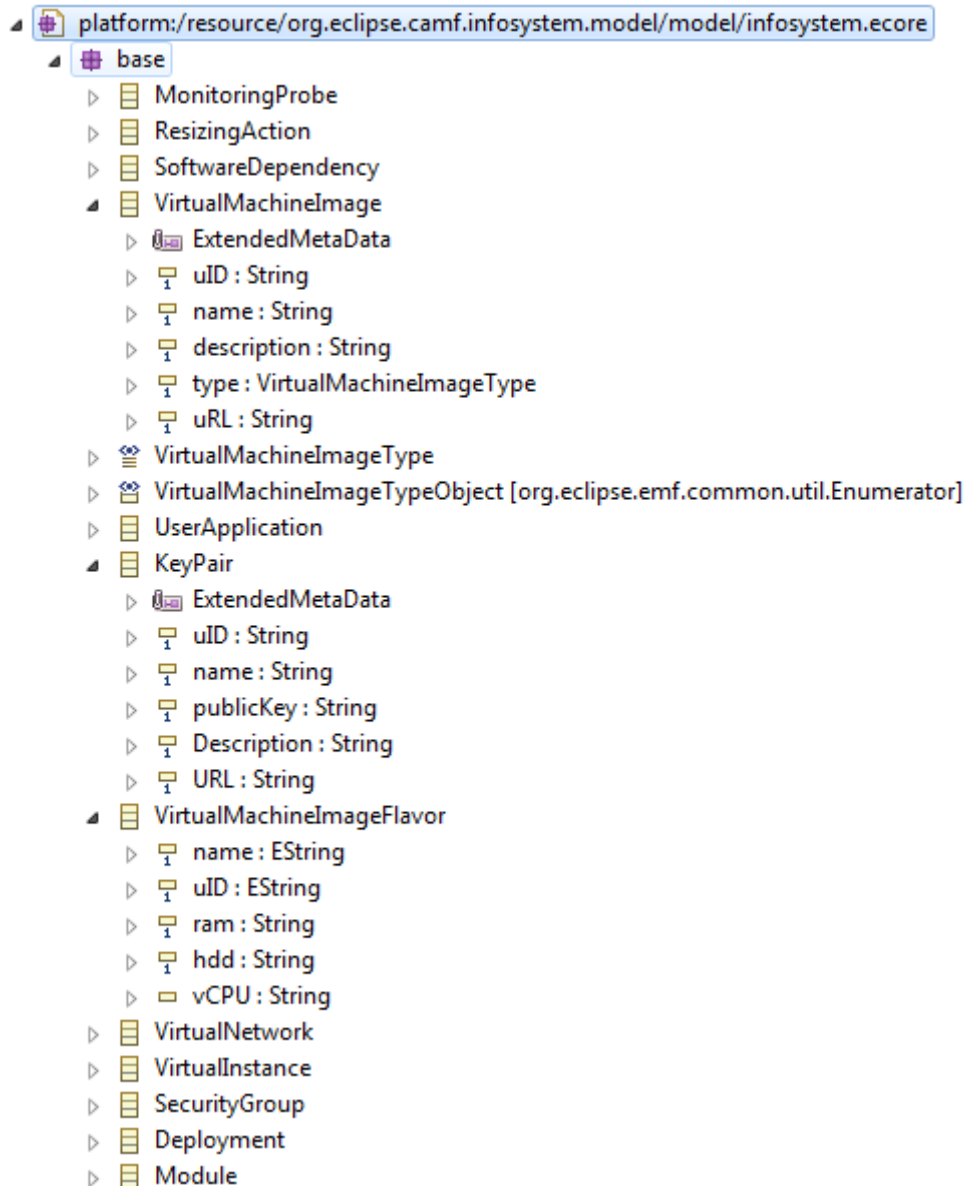 platform:/resource/org.eclipse.camf.infosystem.model/model/infosystem.ecore
base
MonitoringProbe
ResizingAction
SoftwareDependency
VirtualMachineImage
ExtendedMetaData
uID : String
name : String
description : String
type : VirtualMachineImageType
uRL : String
VirtualMachineImageType
VirtualMachineImageTypeObject [org.eclipse.emf.common.util.Enumerator]
UserApplication
KeyPair
ExtendedMetaData
uID : String
name : String
publicKey : String
Description : String
URL : String
VirtualMachineImageFlavor
name : EString
uID : EString
ram : String
hdd : String
vCPU : String
VirtualNetwork
VirtualInstance
SecurityGroup
Deployment
Module